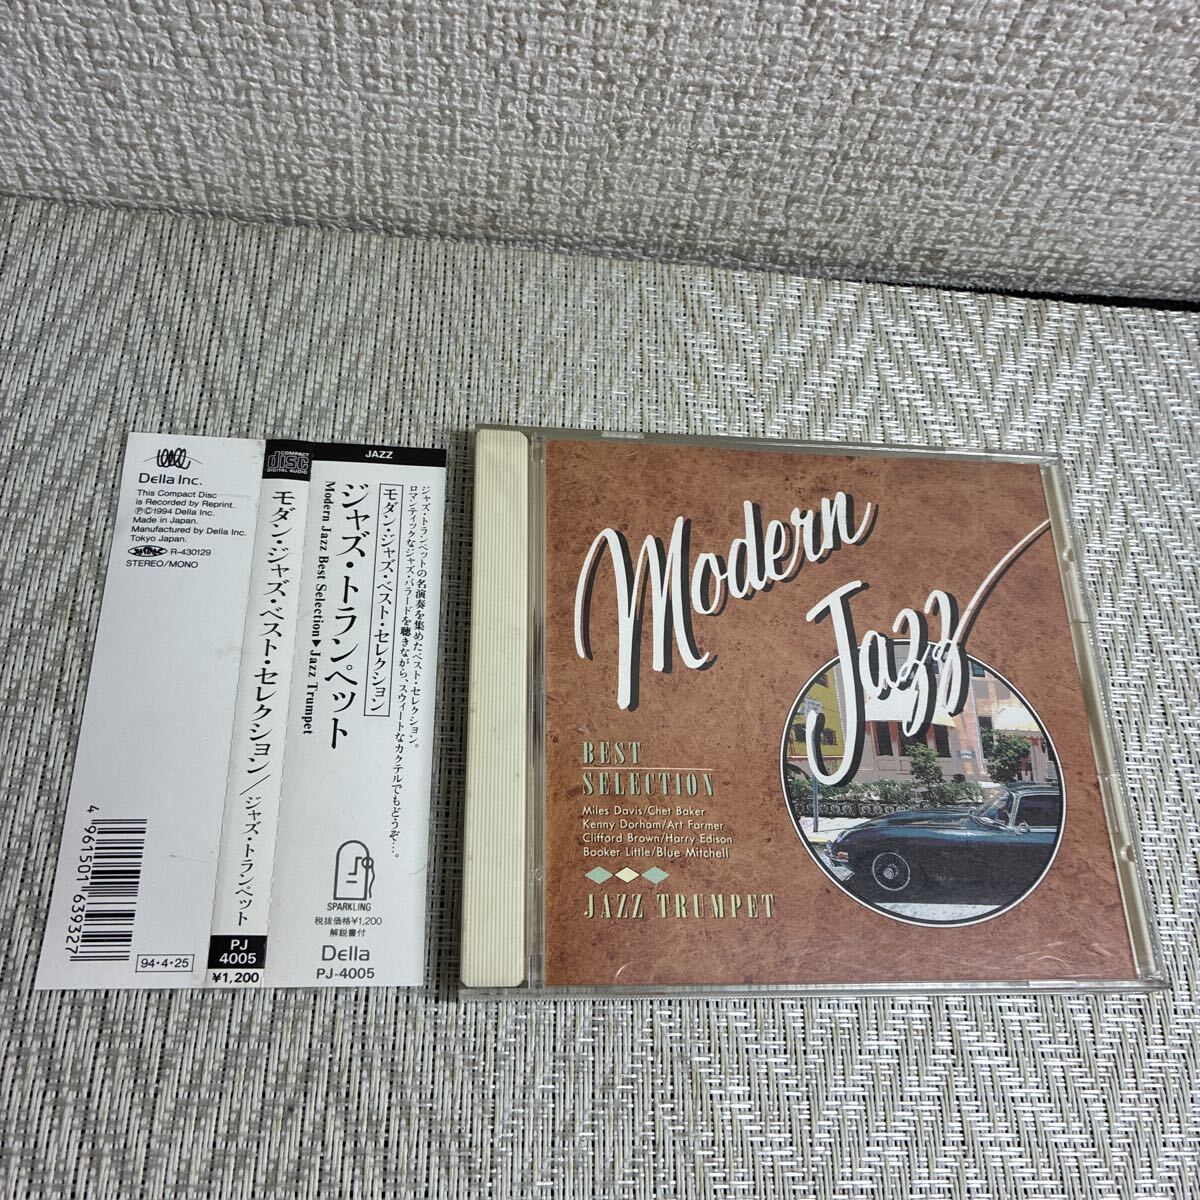 Della Inc.
This Compact Disc
is Recorded by Reprint.
℗©1994 Della Inc.
Made in Japan.
Manufactured by Della Inc.
Tokyo Japan.
R-430129
STEREO/MONO
4 961501 639327
94・4・25
COMPACT
disc
DIGITAL AUDIO
モダン・ジャズ・ベスト・セレクション/ジャズ・トランペット
PJ
4005
¥1,200
JAZZ
ジャズ・トランペットの名演奏を集めたベスト・セレクション。
ロマンティックなジャズ・バラードを聴きながら、スウィートなカクテルでもどうぞ…。
モダン・ジャズ・ベスト・セレクション
ジャズ・トランペット
Modern Jazz Best Selection▶Jazz Trumpet
SPARKLING
税抜価格¥1,200
解説書付
Della
PJ-4005
Modern
Jazz
BEST
SELECTION
Miles Davis/Chet Baker
Kenny Dorham/Art Farmer
Clifford Brown/Harry Edison
Booker Little/Blue Mitchell
JAZZ TRUMPET